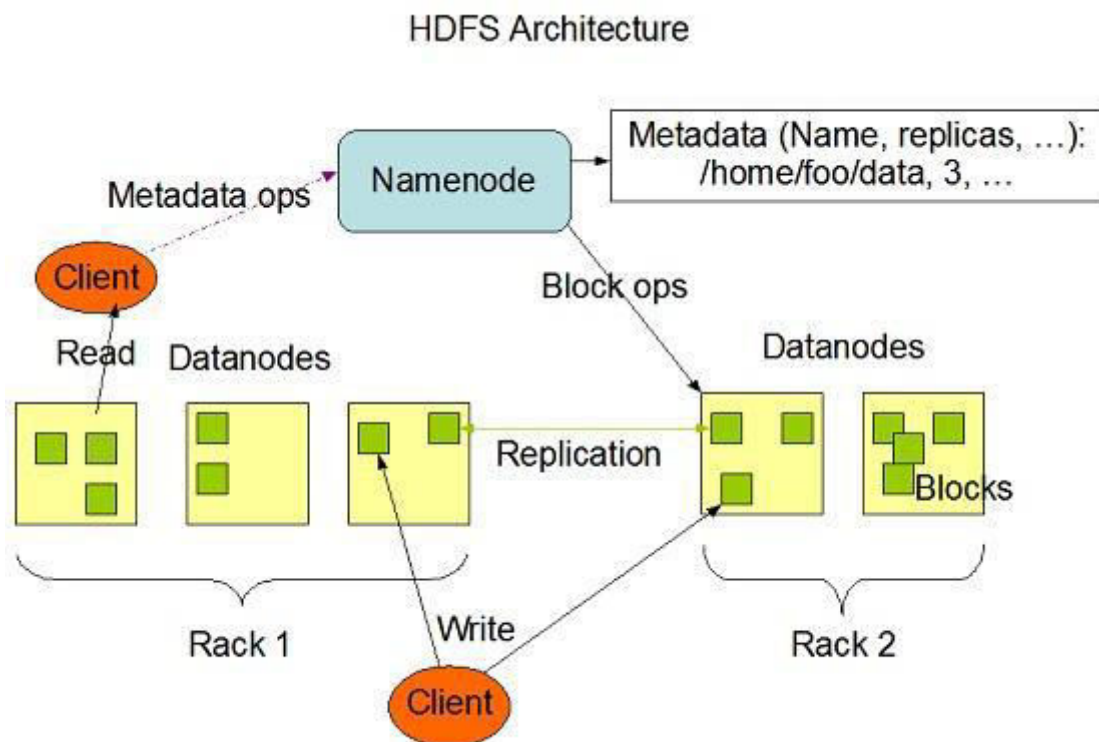 HDFS Architecture
Metadata (Name, replicas, …):
/home/foo/data, 3, …
Namenode
Metadata ops
Client
Block ops
Read
Datanodes
Datanodes
Replication
Blocks
Rack 1
Write
Rack 2
Client